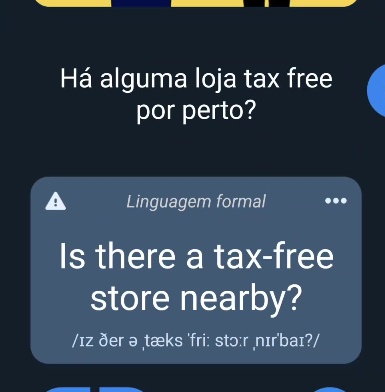 Há alguma loja tax free
por perto?
Linguagem formal
Is there a tax-free
store nearby?
/ɪz ðer ə ˌtæks ˈfriː stɔːr ˌnɪrˈbaɪ?/